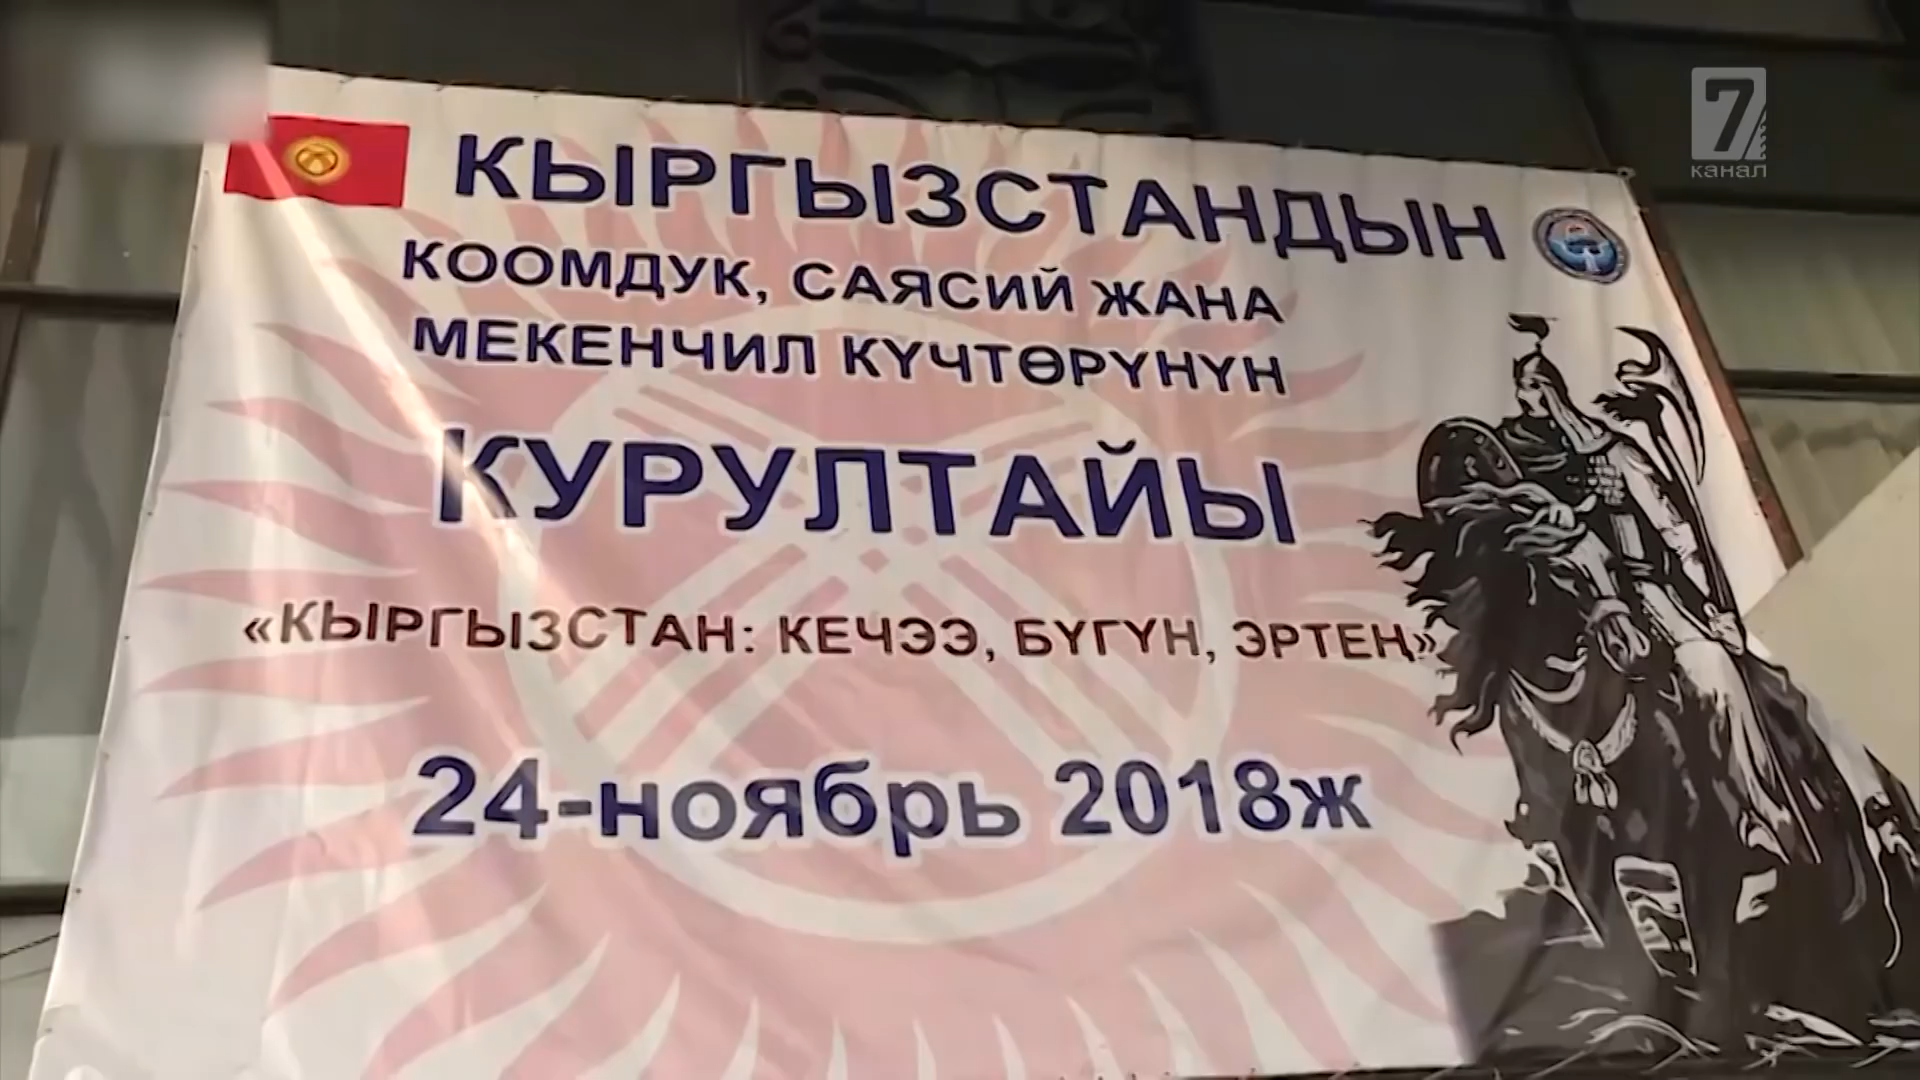 7
канал
КЫРГЫЗСТАНДЫН
КООМДУК, САЯСИЙ ЖАНА
МЕКЕНЧИЛ КҮЧТӨРҮНҮН
КУРУЛТАЙЫ
«КЫРГЫЗСТАН: КЕЧЭЭ, БҮГҮН, ЭРТЕҢ»
24-ноябрь 2018ж